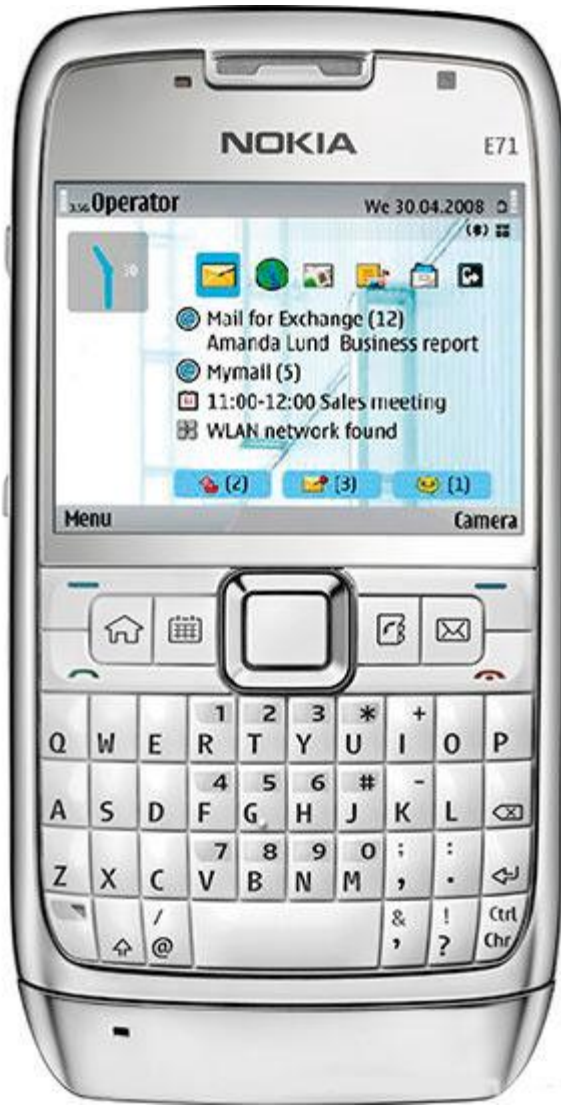 NOKIA
E71
3.5G Operator
We 30.04.2008
Mail for Exchange (12)
Amanda Lund Business report
Mymail (5)
11:00-12:00 Sales meeting
WLAN network found
(2) (3) (1)
Menu Camera
1 2 3 * +
Q W E R T Y U I O P
4 5 6 # -
A S D F G H J K L
7 8 9 0 ; :
Z X C V B N M , .
/ & ! Ctrl
@ ' ? Chr